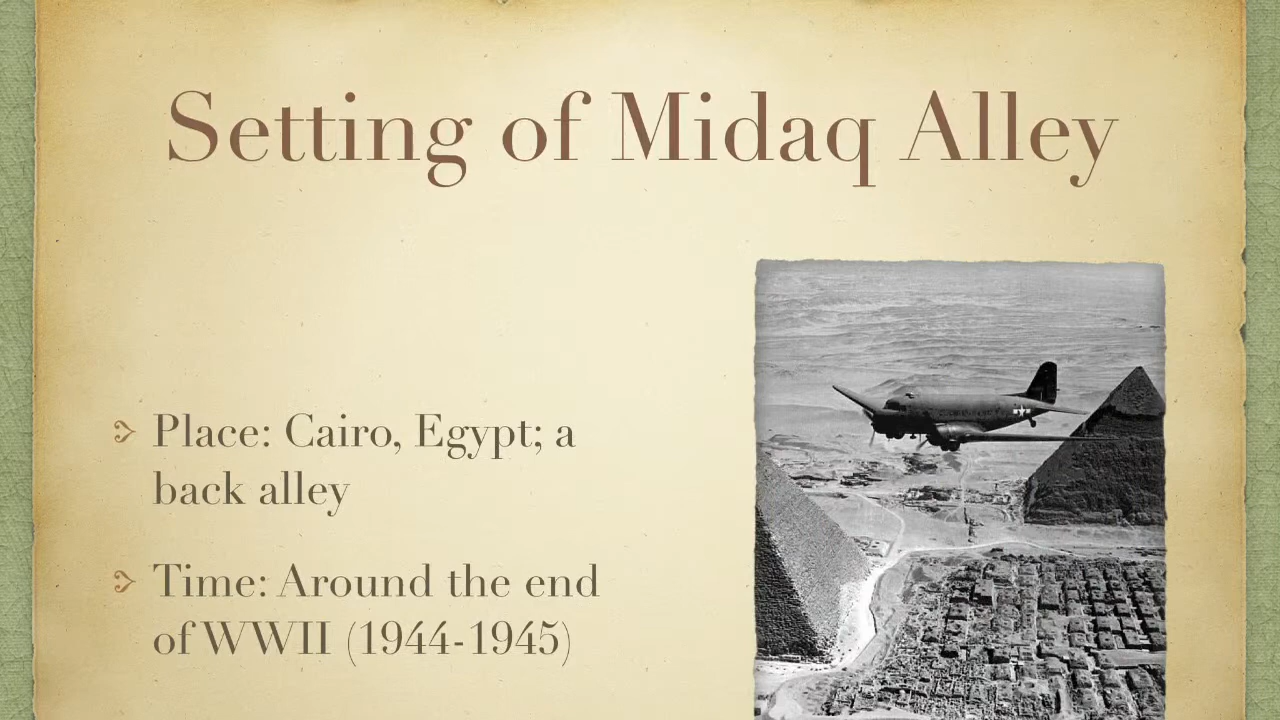 Setting of Midaq Alley
Place: Cairo, Egypt; a
back alley
Time: Around the end
of WWII (1944-1945)